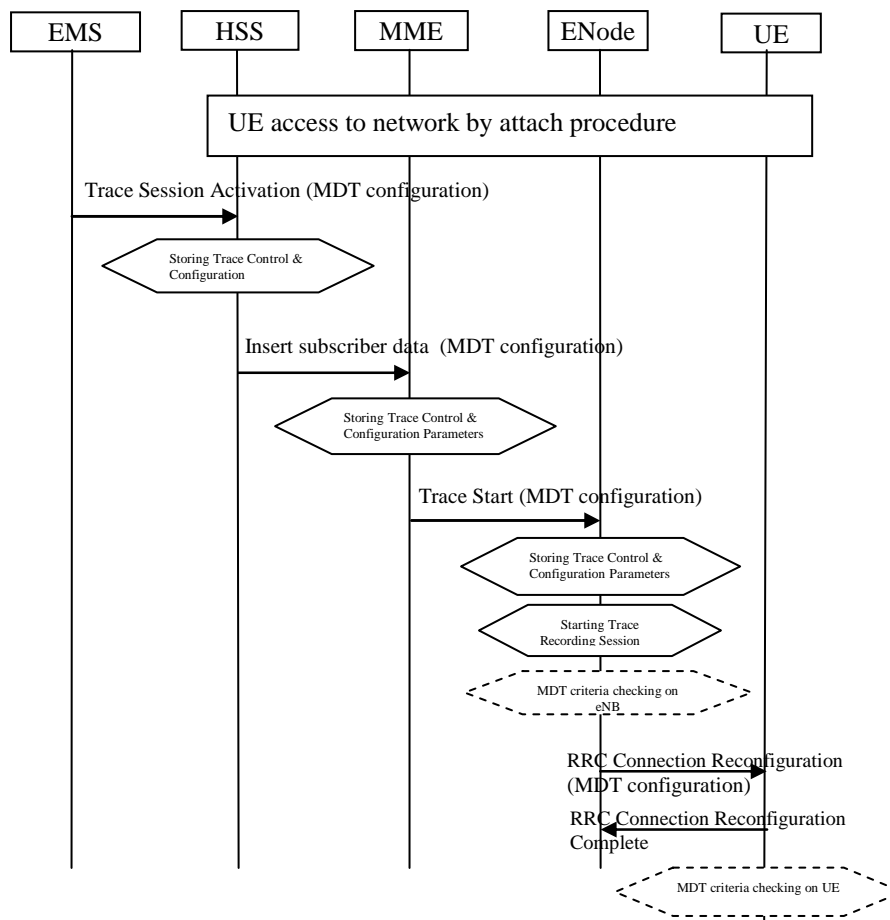 EMS HSS MME ENode UE
UE access to network by attach procedure
Trace Session Activation (MDT configuration)
Storing Trace Control &
Configuration
Insert subscriber data (MDT configuration)
Storing Trace Control &
Configuration Parameters
Trace Start (MDT configuration)
Storing Trace Control &
Configuration Parameters
Starting Trace
Recording Session
MDT criteria checking on
eNB
RRC Connection Reconfiguration
(MDT configuration)
RRC Connection Reconfiguration
Complete
MDT criteria checking on UE